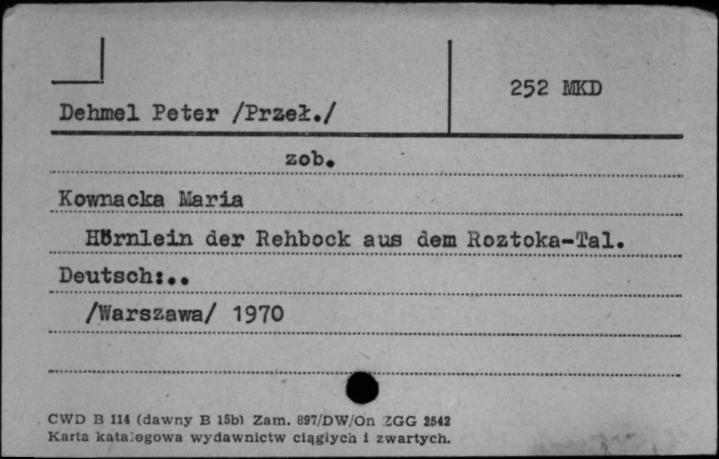 252 MKD
Dehmel Peter /Przeł./
zob.
Kownacka Maria
Hörnlein der Rehbock aus dem Roztoka-Tal.
Deutsch:..
/Warszawa/ 1970
CWD B 114 (dawny B 15b) Zam. 897/DW/On ZGG 2542
Karta katalogowa wydawnictw ciągłych i zwartych.